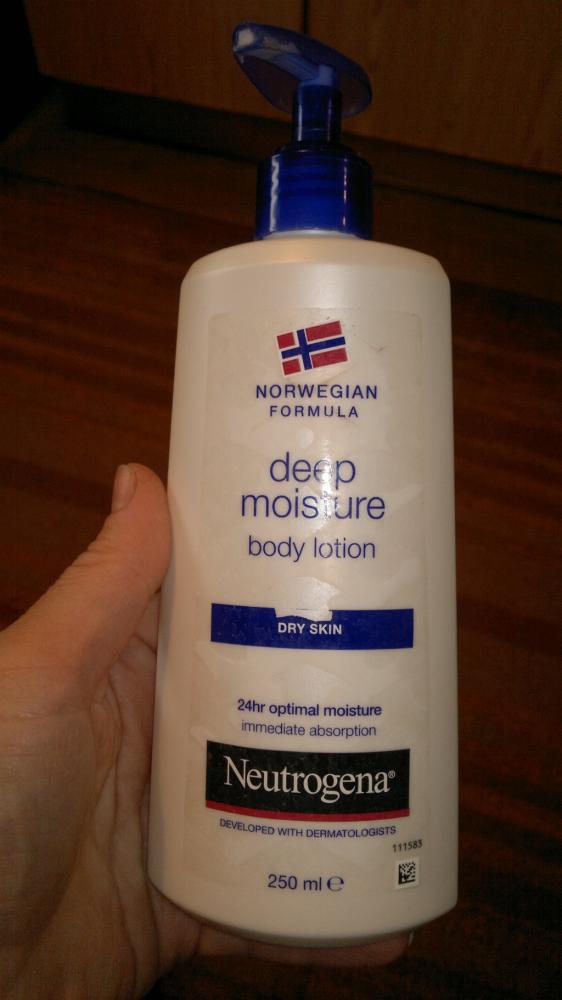 NORWEGIAN
FORMULA
deep
moisture
body lotion
DRY SKIN
24hr optimal moisture
immediate absorption
Neutrogena®
DEVELOPED WITH DERMATOLOGISTS
111583
250 ml ℮